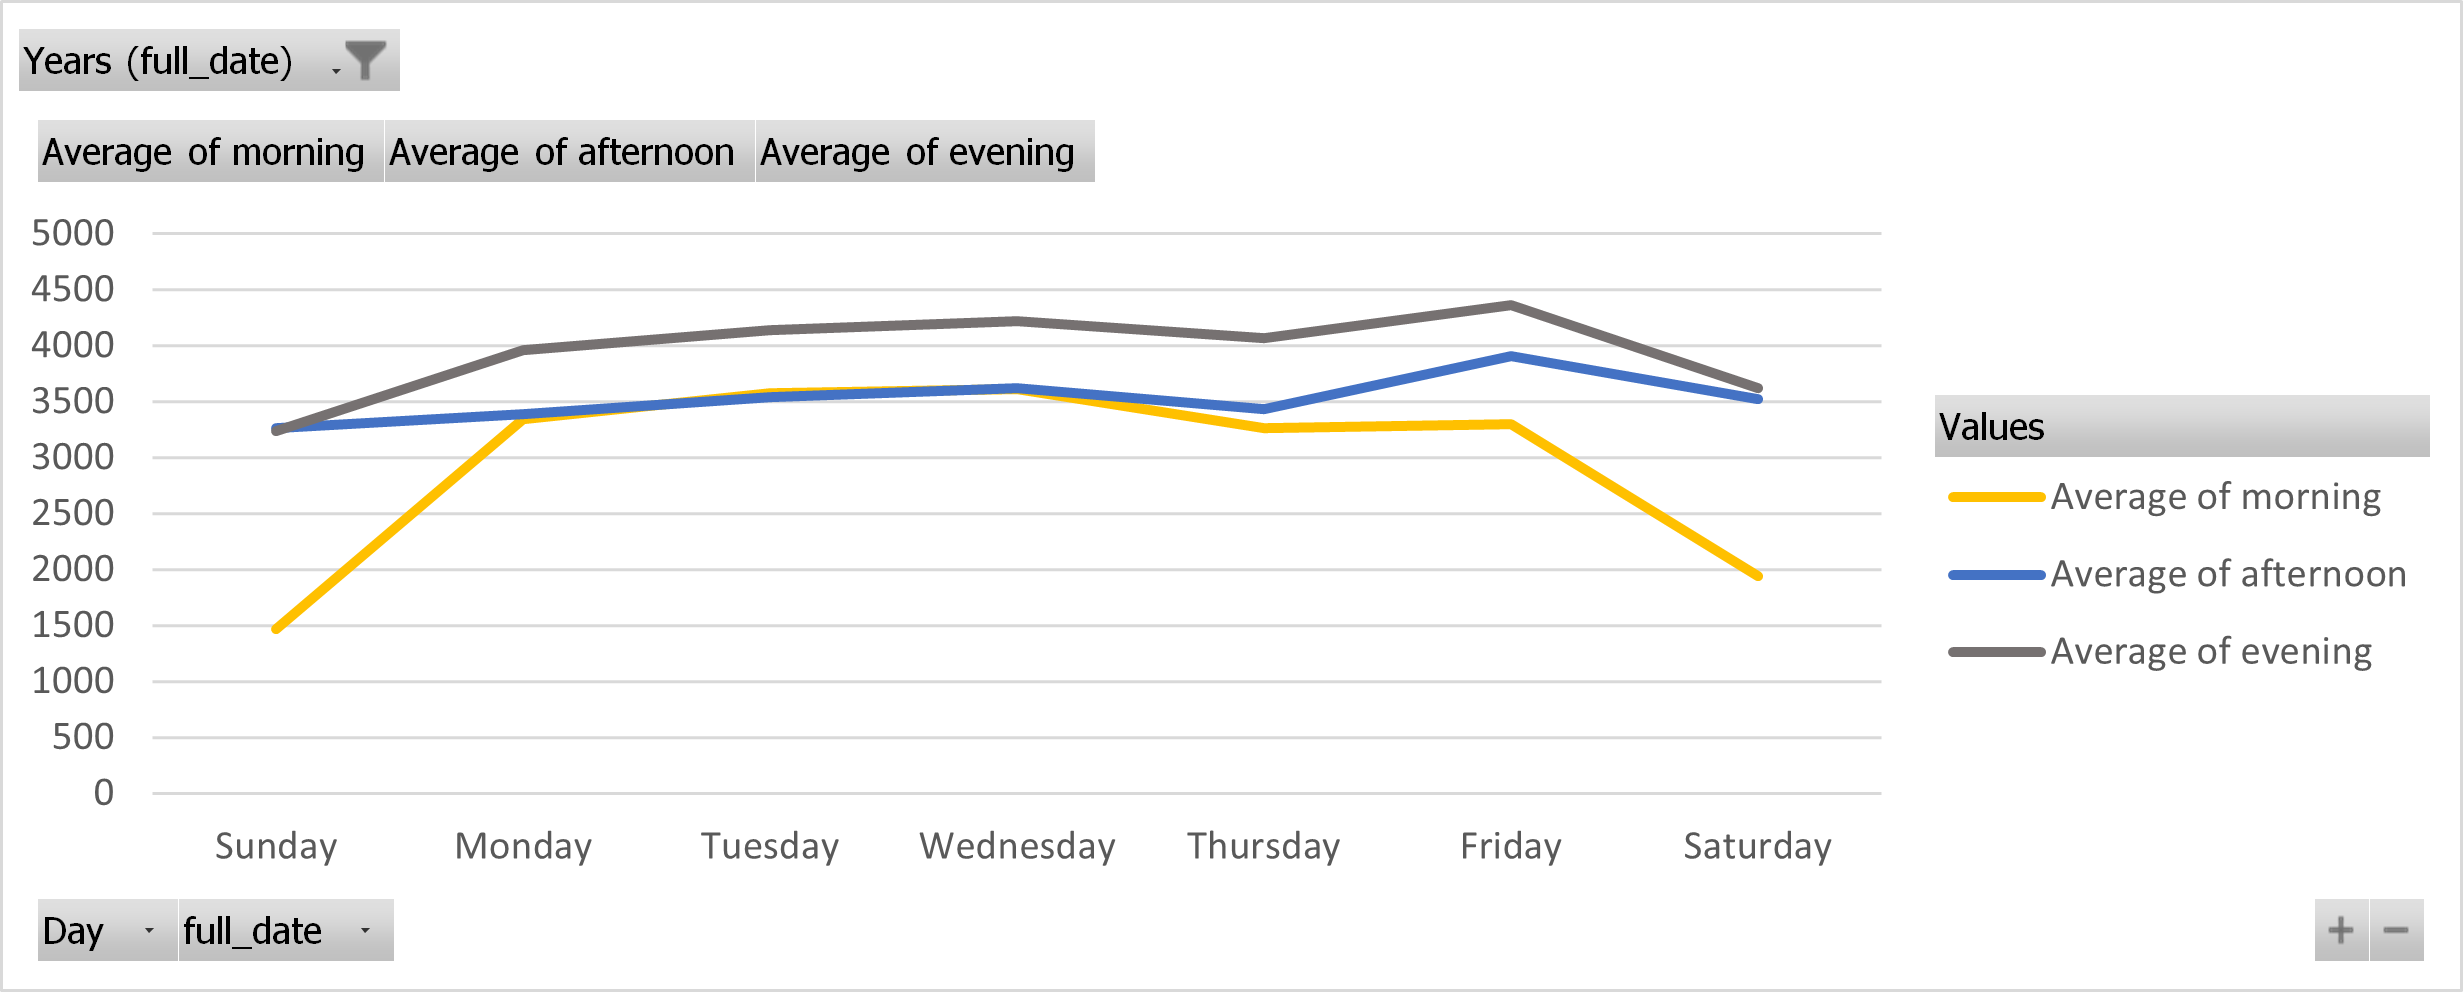 Years (full_date)
Average of morning Average of afternoon Average of evening
5000
4500
4000
3500
3000
2500
2000
1500
1000
500
0
Sunday Monday Tuesday Wednesday Thursday Friday Saturday
Values
Average of morning
Average of afternoon
Average of evening
Day full_date
+ −